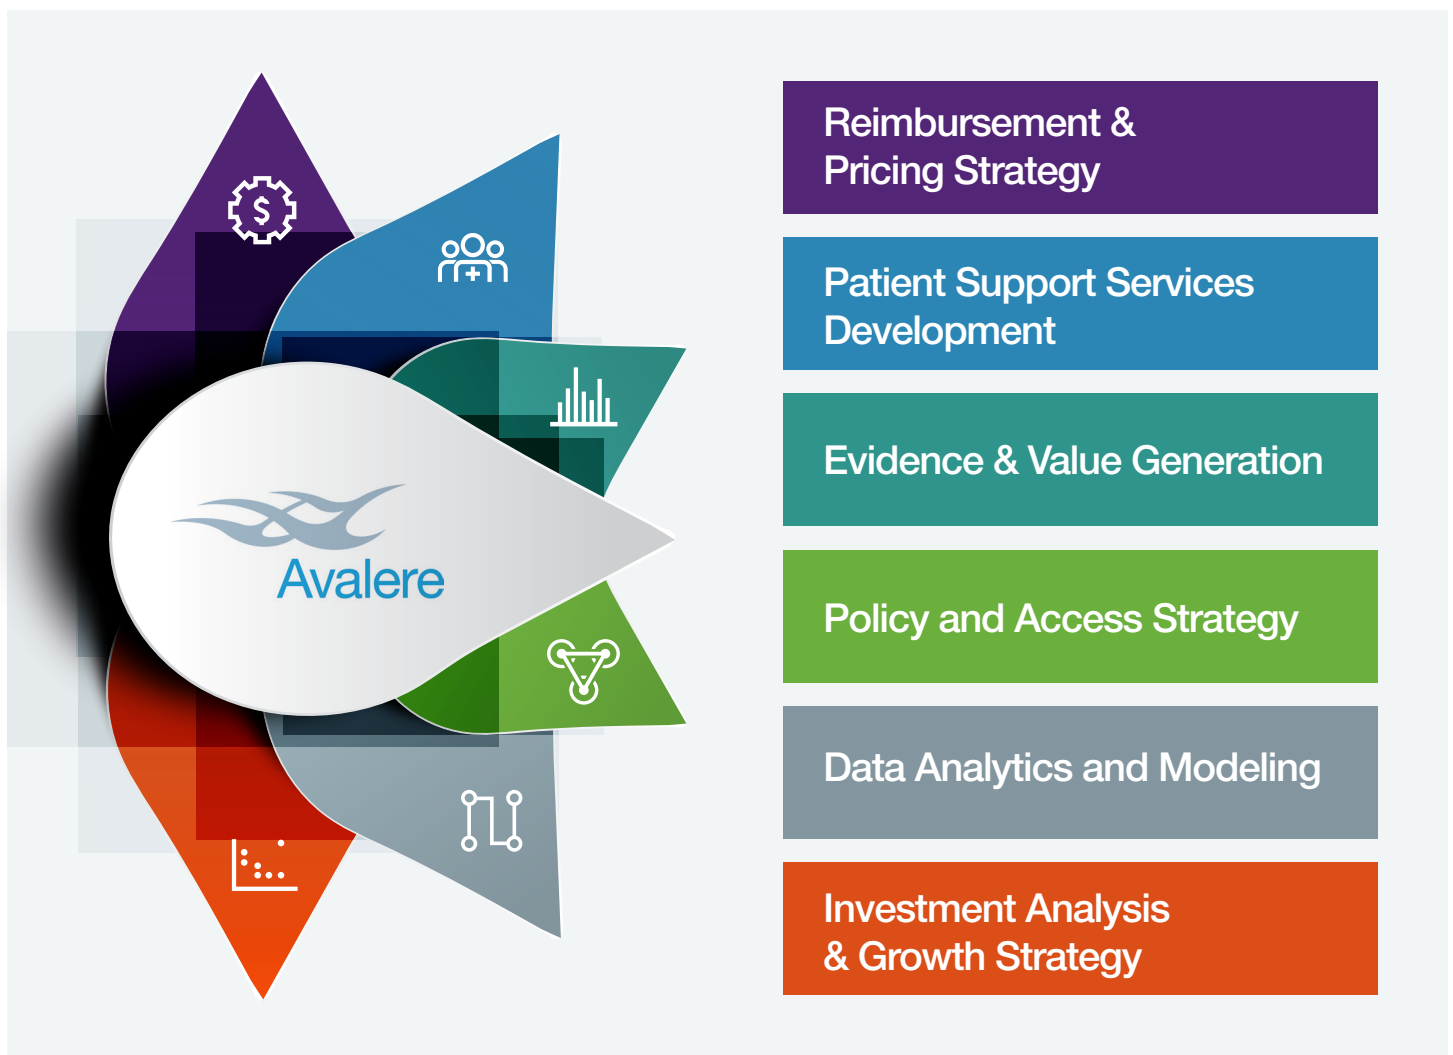 Avalere
Reimbursement &
Pricing Strategy
Patient Support Services
Development
Evidence & Value Generation
Policy and Access Strategy
Data Analytics and Modeling
Investment Analysis
& Growth Strategy